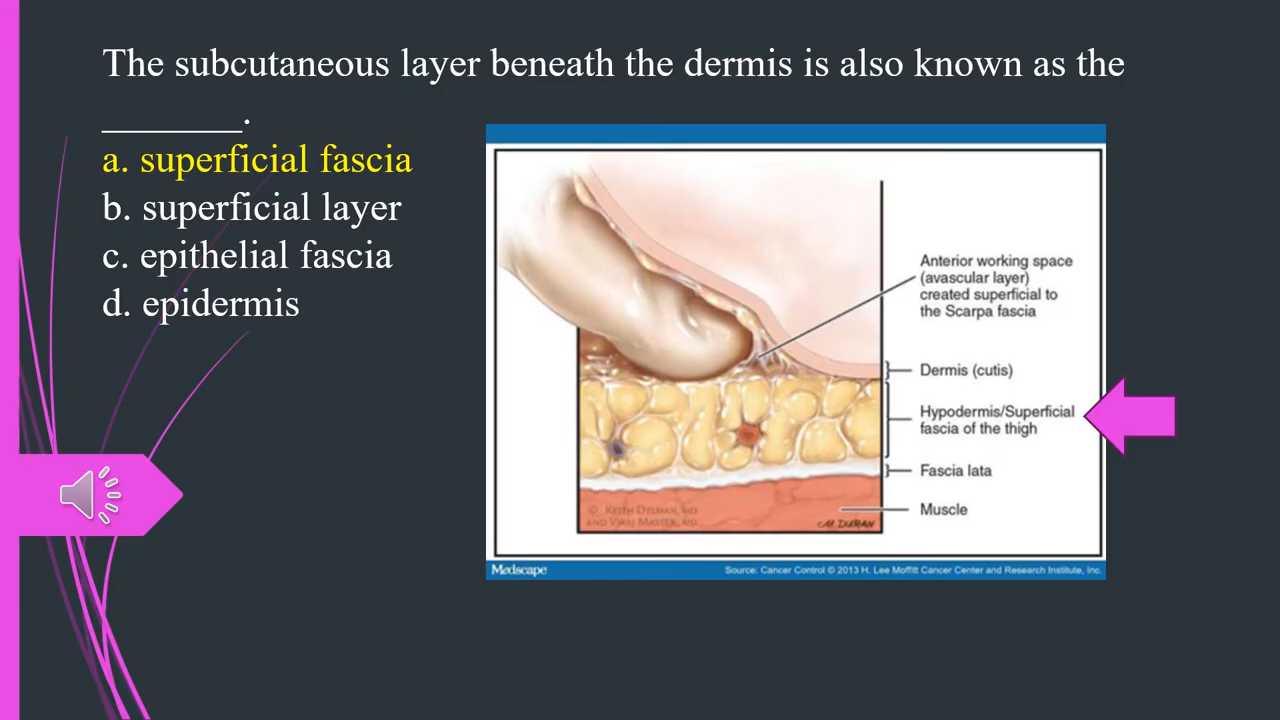 The subcutaneous layer beneath the dermis is also known as the
_______.
a. superficial fascia
b. superficial layer
c. epithelial fascia
d. epidermis
Anterior working space
(avascular layer)
created superficial to
the Scarpa fascia
Dermis (cutis)
Hypodermis/Superficial
fascia of the thigh
Fascia lata
Muscle
© KEITH DELMAN, MD
AND VIRAJ MASTER, MD
M. DURAN
Medscape
Source: Cancer Control © 2013 H. Lee Moffitt Cancer Center and Research Institute, Inc.